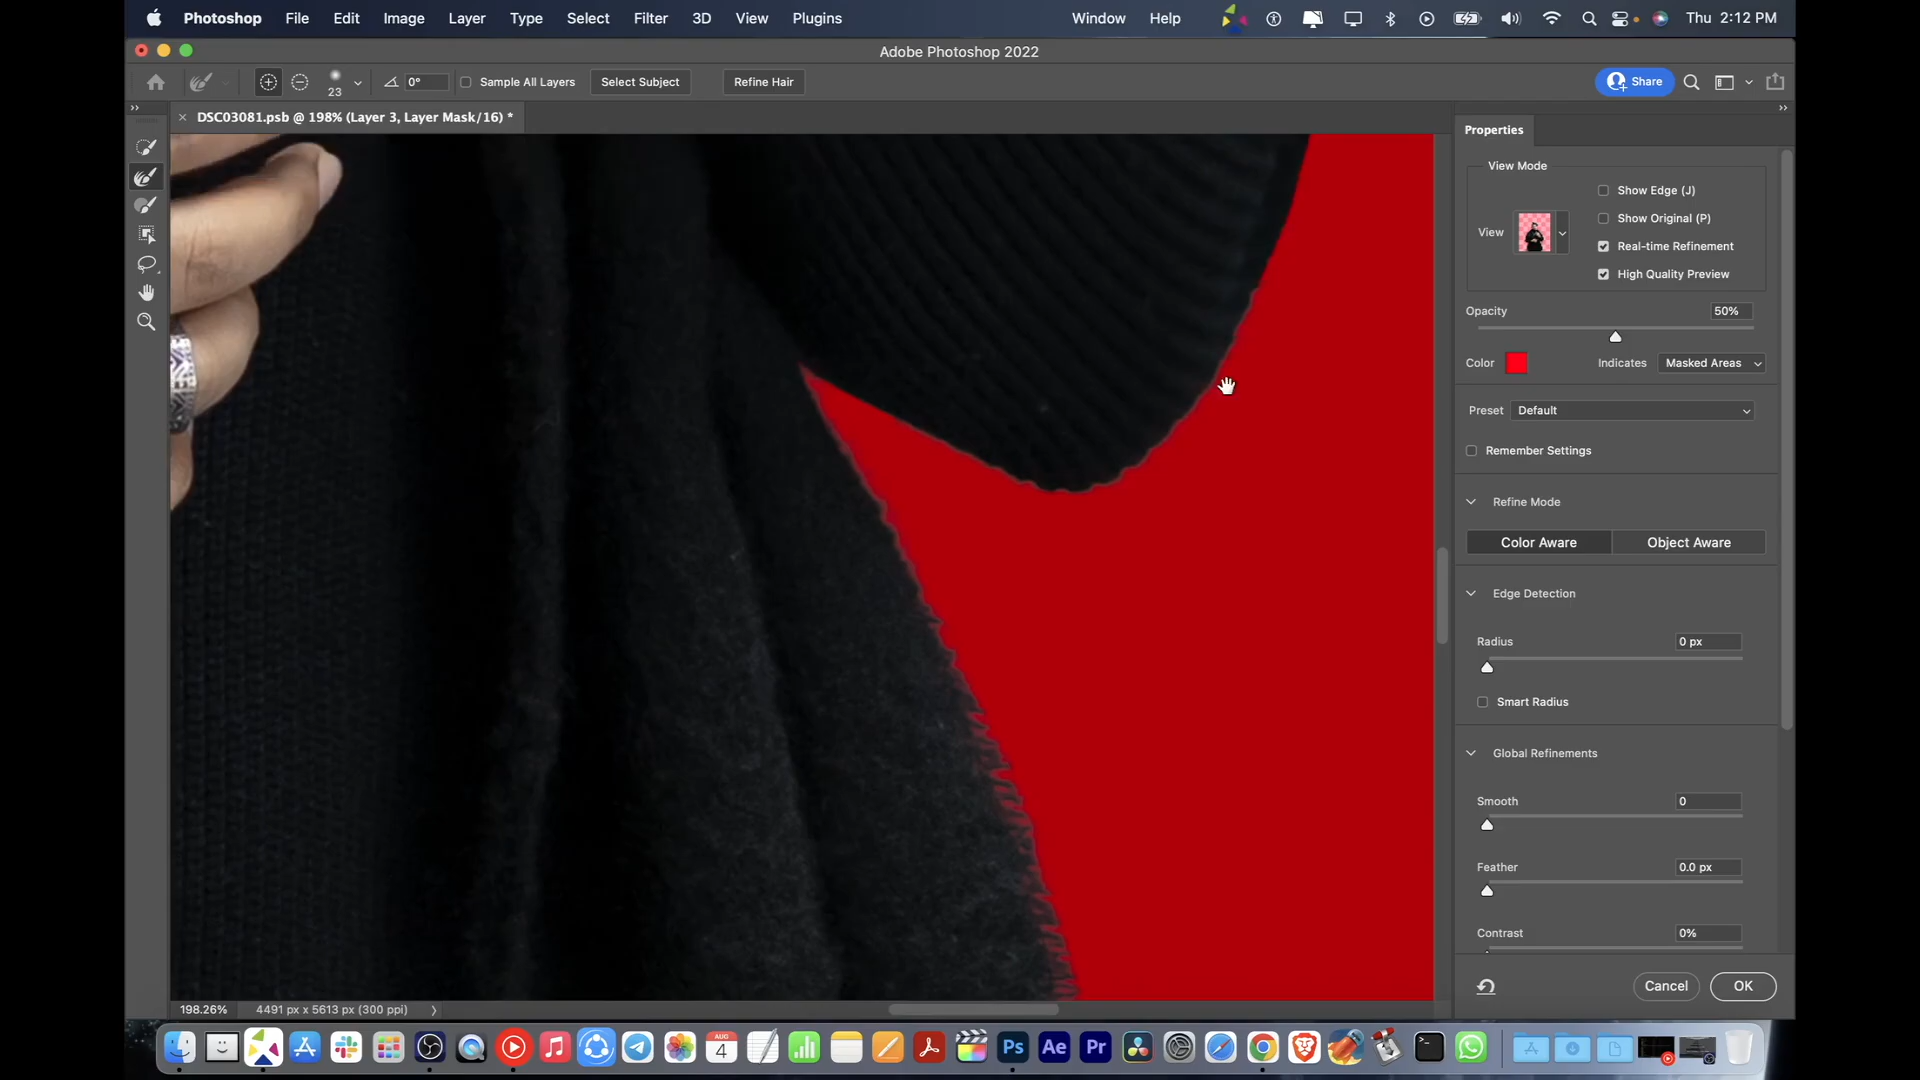 Photoshop File Edit Image Layer Type Select Filter 3D View Plugins Window Help Thu 2:12 PM
Adobe Photoshop 2022
23 0° Sample All Layers Select Subject Refine Hair Share
DSC03081.psb @ 198% (Layer 3, Layer Mask/16) *
Properties
View Mode
Show Edge (J)
Show Original (P)
View
Real-time Refinement
High Quality Preview
Opacity 50%
Color Indicates Masked Areas
Preset Default
Remember Settings
Refine Mode
Color Aware Object Aware
Edge Detection
Radius 0 px
Smart Radius
Global Refinements
Smooth 0
Feather 0.0 px
Contrast 0%
Cancel OK
198.26% 4491 px x 5613 px (300 ppi)
AUG
4
Ps Ae Pr